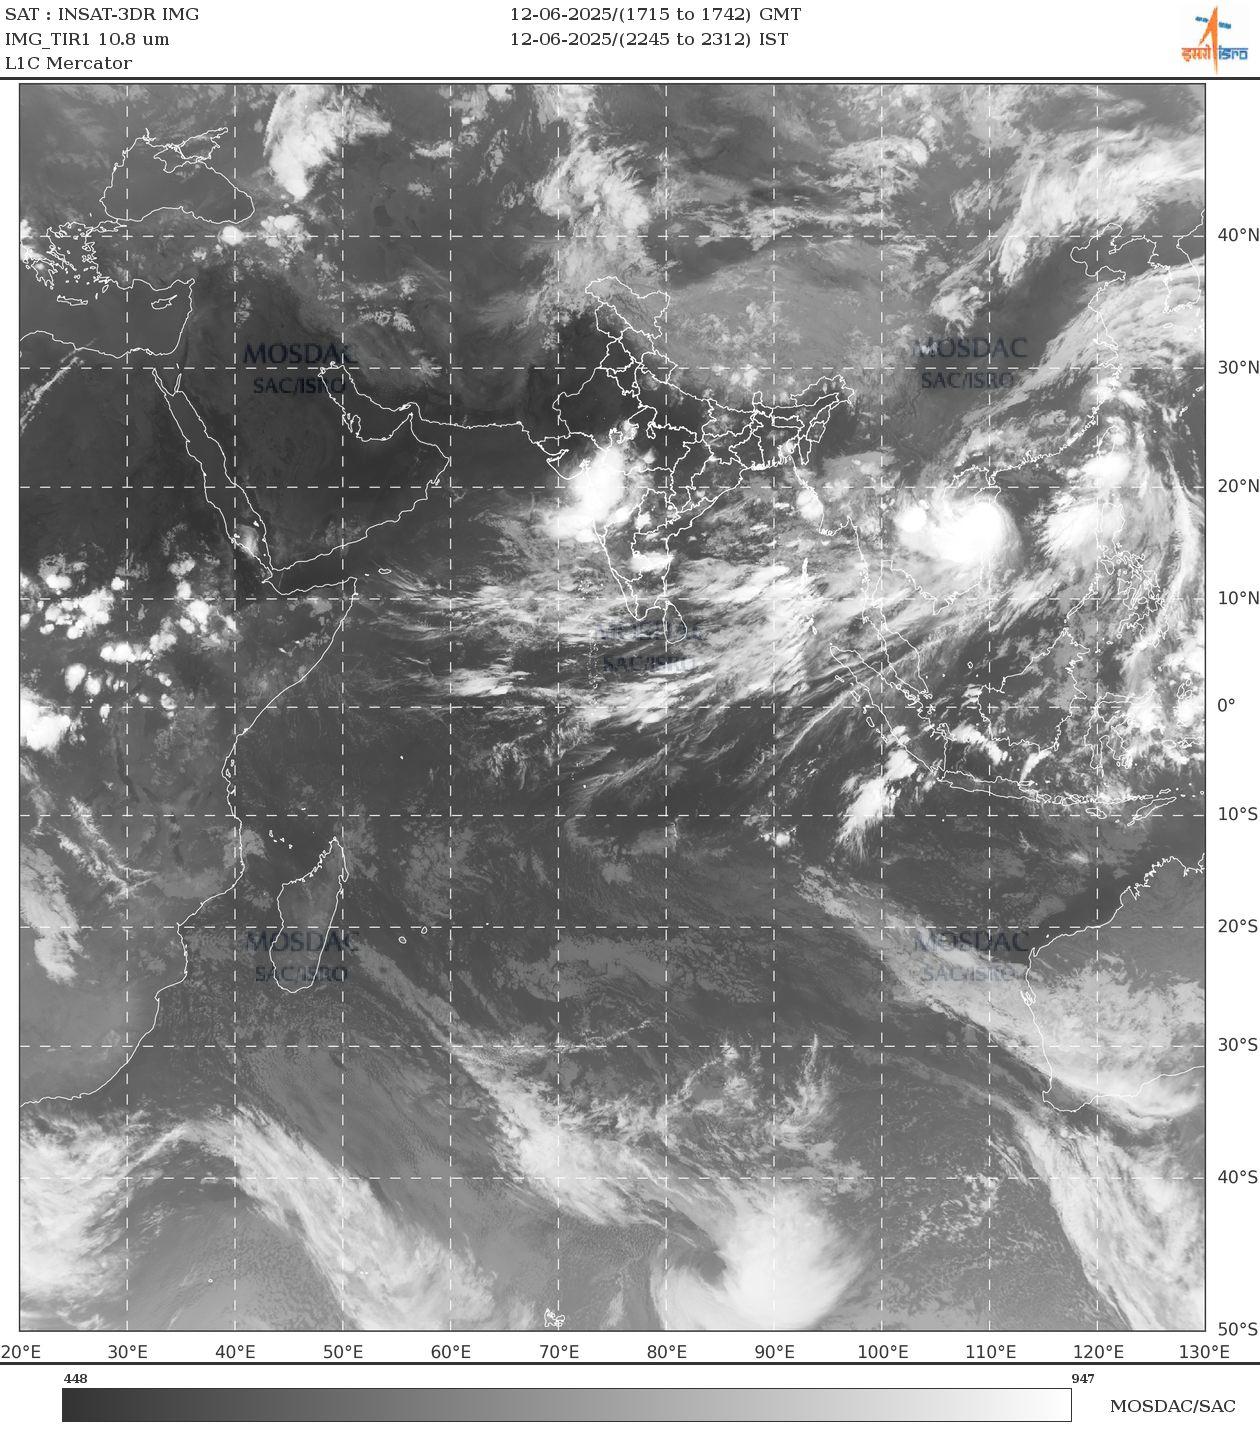 SAT : INSAT-3DR IMG
12-06-2025/(1715 to 1742) GMT
IMG_TIR1 10.8 um
12-06-2025/(2245 to 2312) IST
L1C Mercator
इसरो isro
40°N
MOSDAC
SAC/ISRO
MOSDAC
SAC/ISRO
30°N
20°N
10°N
MOSDAC
SAC/ISRO
0°
10°S
20°S
MOSDAC
SAC/ISRO
MOSDAC
SAC/ISRO
30°S
40°S
50°S
20°E 30°E 40°E 50°E 60°E 70°E 80°E 90°E 100°E 110°E 120°E 130°E
448
947
MOSDAC/SAC